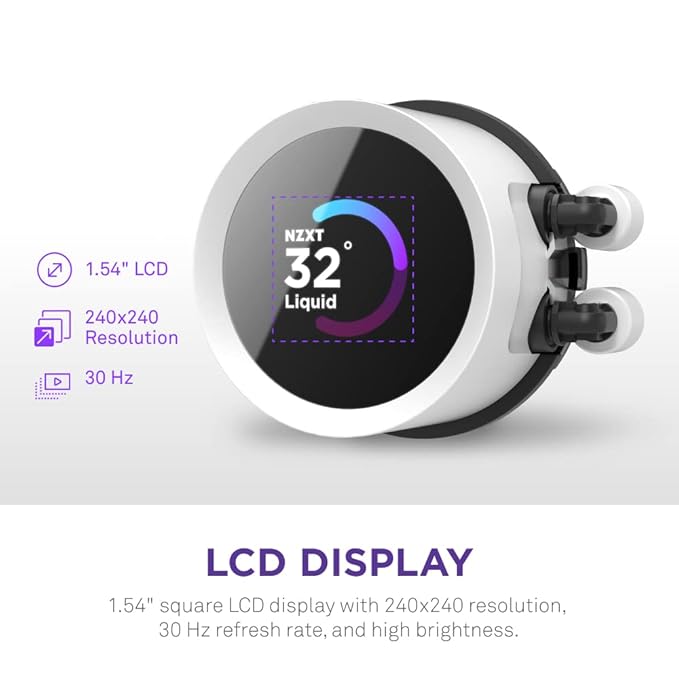 NZXT
32°
Liquid
1.54" LCD
240x240
Resolution
30 Hz
LCD DISPLAY
1.54" square LCD display with 240x240 resolution,
30 Hz refresh rate, and high brightness.